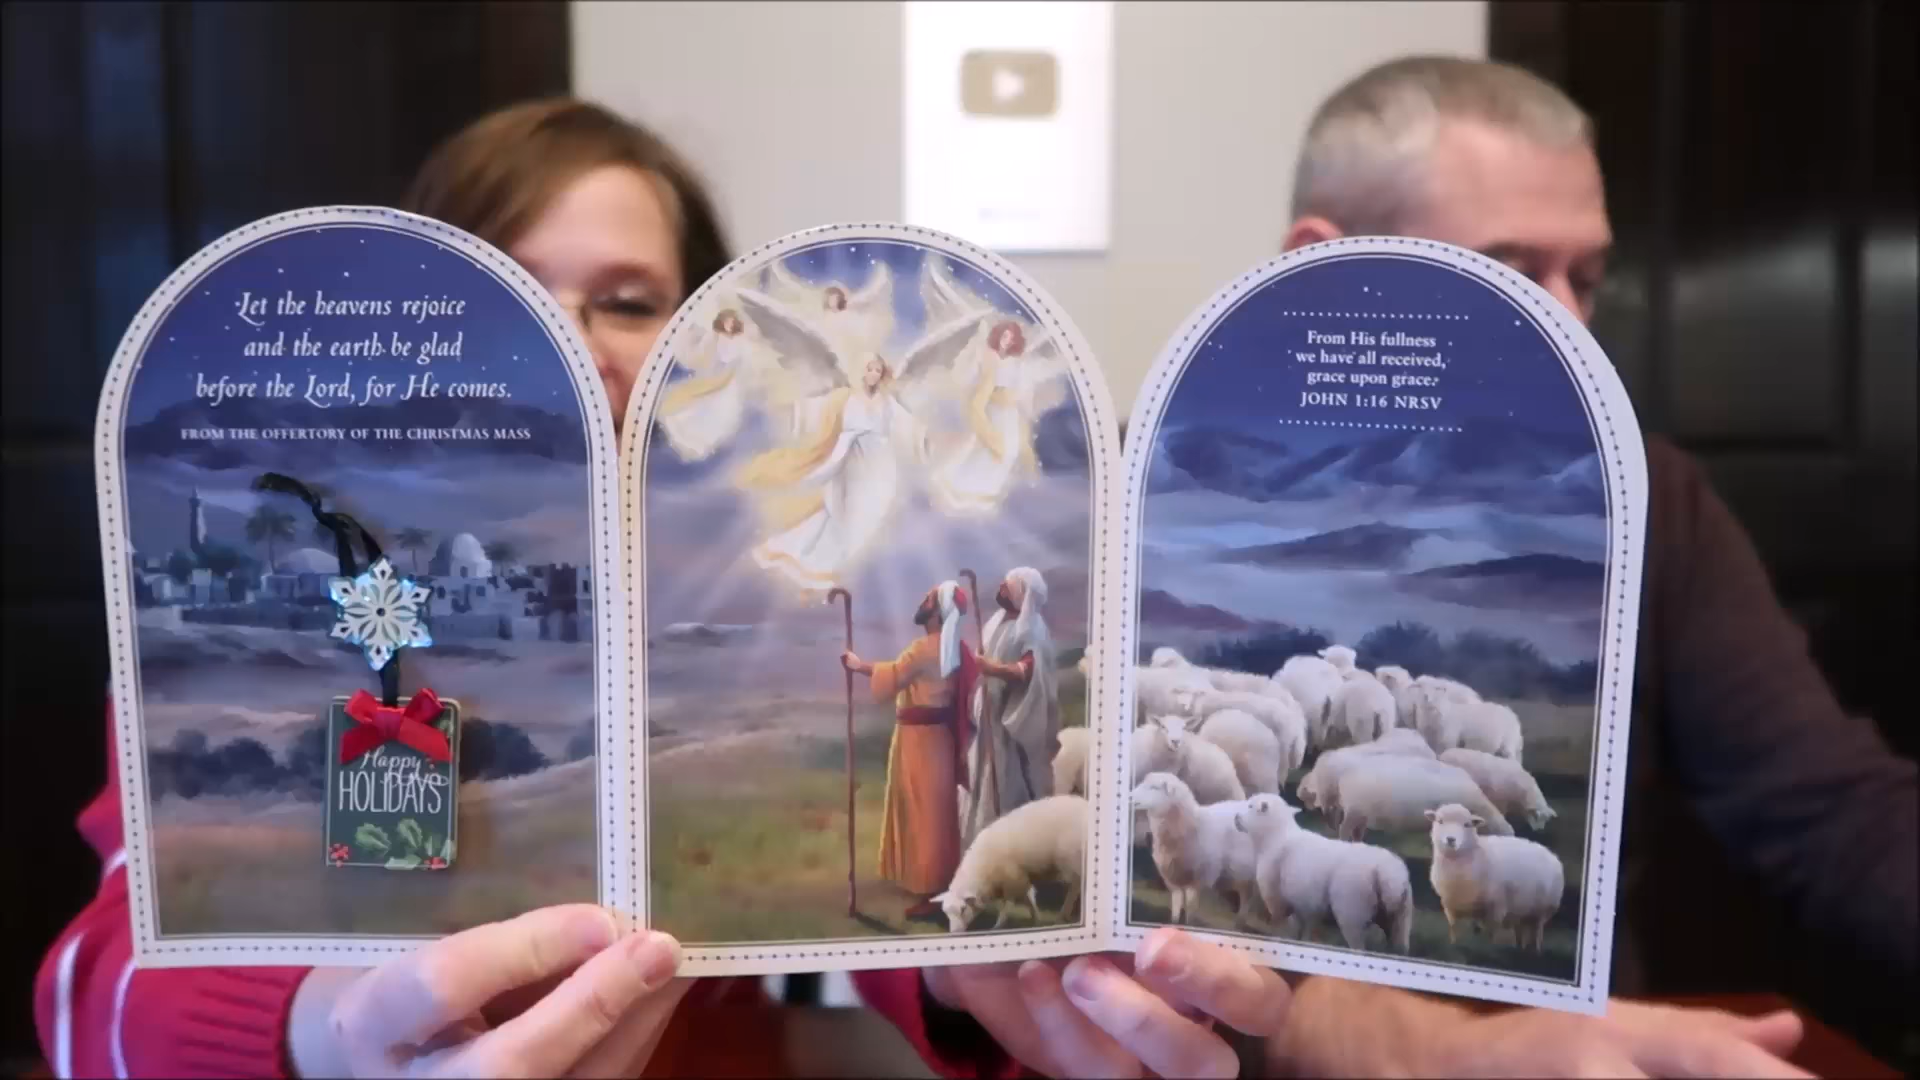 Let the heavens rejoice
and the earth be glad
before the Lord, for He comes.
FROM THE OFFERTORY OF THE CHRISTMAS MASS
Happy
HOLIDAYS
From His fullness
we have all received,
grace upon grace.
JOHN 1:16 NRSV